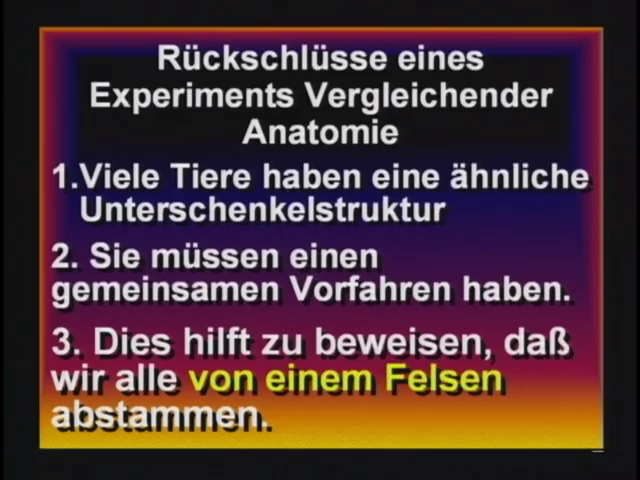 Rückschlüsse eines
Experiments Vergleichender
Anatomie
1.Viele Tiere haben eine ähnliche
Unterschenkelstruktur
2. Sie müssen einen
gemeinsamen Vorfahren haben.
3. Dies hilft zu beweisen, daß
wir alle von einem Felsen
abstammen.